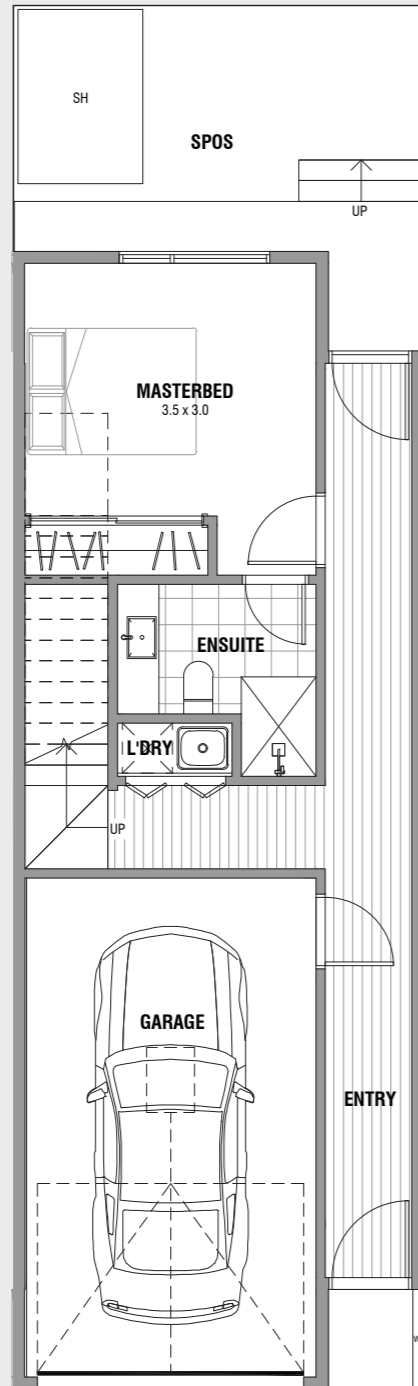 SH
SPOS
UP
MASTERBED
3.5 x 3.0
ENSUITE
L'DRY
UP
GARAGE
ENTRY